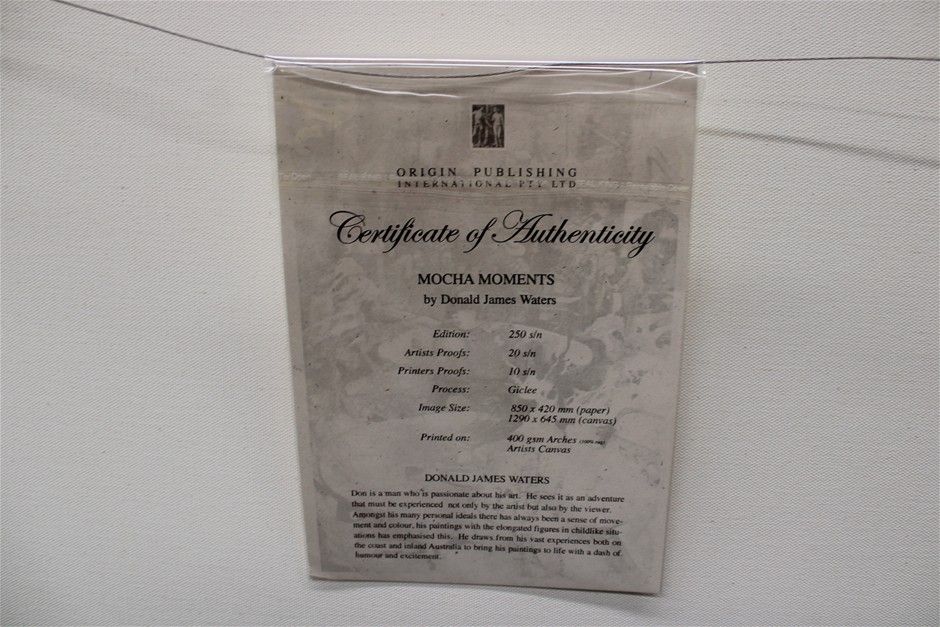 ORIGIN PUBLISHING
INTERNATIONAL PTY LTD
Certificate of Authenticity
MOCHA MOMENTS
by Donald James Waters
Edition: 250 s/n
Artists Proofs: 20 s/n
Printers Proofs: 10 s/n
Process: Giclee
Image Size: 850 x 420 mm (paper)
1290 x 645 mm (canvas)
Printed on: 400 gsm Arches (100% rag)
Artists Canvas
DONALD JAMES WATERS
Don is a man who is passionate about his art. He sees it as an adventure
that must be experienced not only by the artist but also by the viewer.
Amongst his many personal ideals there has always been a sense of move-
ment and colour, his paintings with the elongated figures in childlike situ-
ations has emphasised this. He draws from his vast experiences both on
the coast and inland Australia to bring his paintings to life with a dash of
humour and excitement.